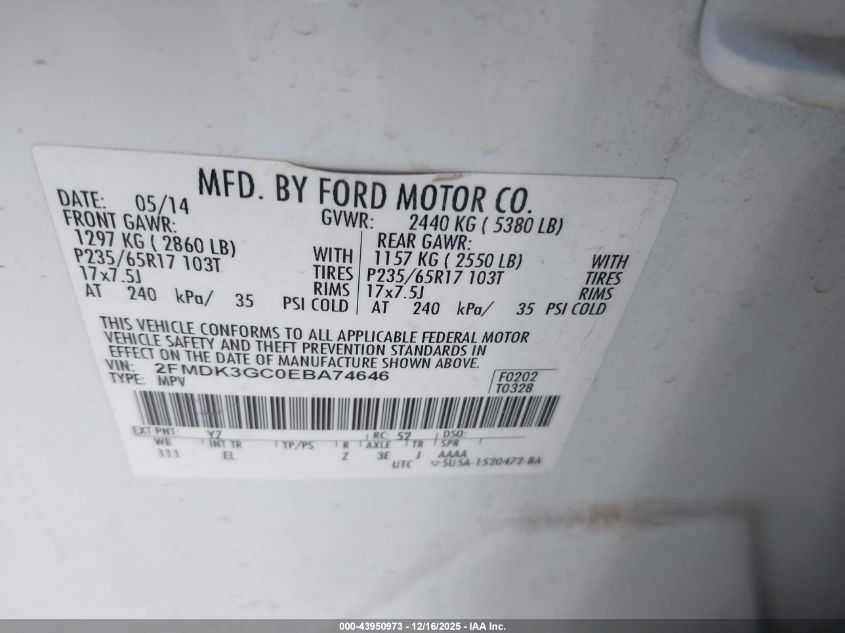 MFD. BY FORD MOTOR CO.
DATE: 05/14 GVWR: 2440 KG ( 5380 LB)
FRONT GAWR: REAR GAWR:
1297 KG ( 2860 LB) WITH 1157 KG ( 2550 LB) WITH
P235/65R17 103T TIRES P235/65R17 103T TIRES
17x7.5J RIMS 17x7.5J RIMS
AT 240 kPa/ 35 PSI COLD AT 240 kPa/ 35 PSI COLD
THIS VEHICLE CONFORMS TO ALL APPLICABLE FEDERAL MOTOR
VEHICLE SAFETY AND THEFT PREVENTION STANDARDS IN
EFFECT ON THE DATE OF MANUFACTURE SHOWN ABOVE.
VIN: 2FMDK3GC0EBA74646 F0202
TYPE: MPV T0328
EXT PNT: YZ RC: 52 DSO:
WB INT TR TP/PS R AXLE TR SPR
111 EL Z 3E J AAAA
UTC 5U5A-1520472-BA
000-43950973 - 12/16/2025 - IAA Inc.